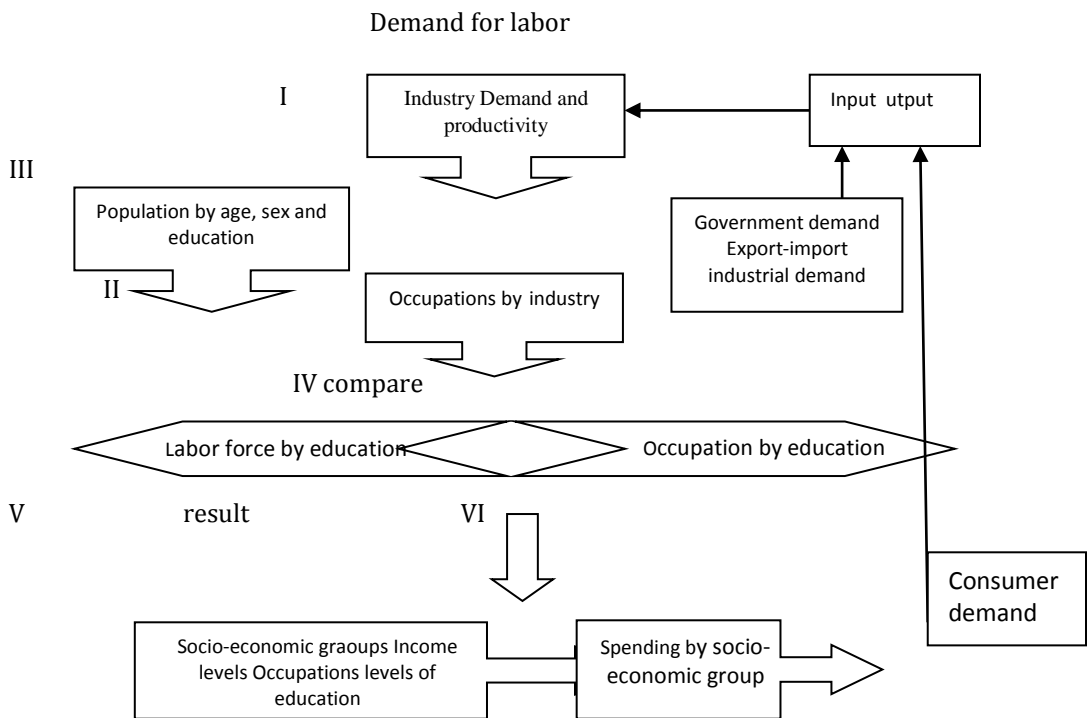 Demand for labor
I
Industry Demand and
productivity
Input utput
III
Population by age, sex and
education
Government demand
Export-import
industrial demand
II
Occupations by industry
IV compare
Labor force by education
Occupation by education
V
result
VI
Consumer
demand
Socio-economic graoups Income
levels Occupations levels of
education
Spending by socio-
economic group